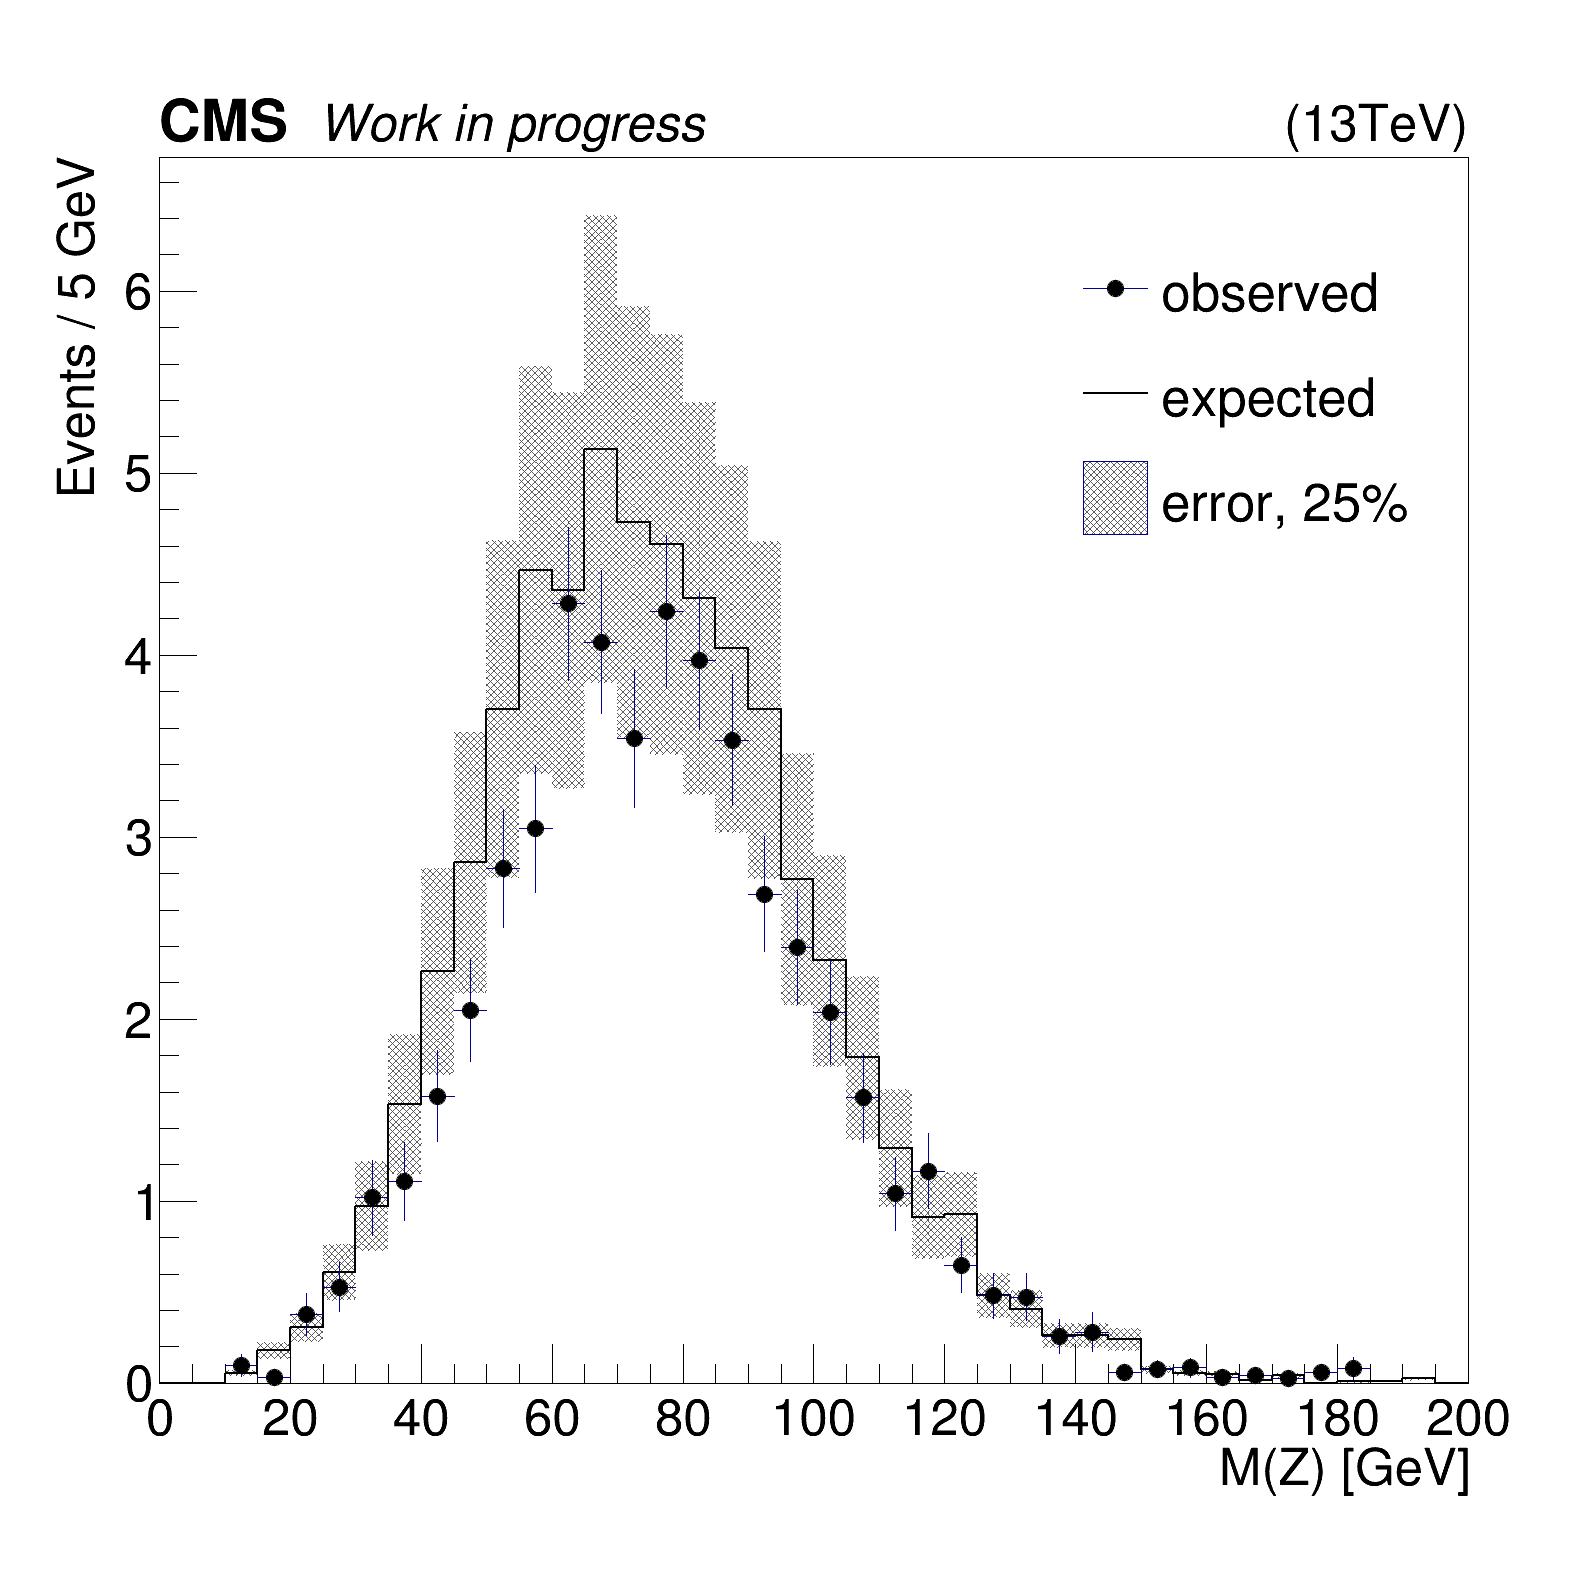 CMS Work in progress (13TeV)
Events / 5 GeV
6
5
4
3
2
1
0
observed
expected
error, 25%
0 20 40 60 80 100 120 140 160 180 200
M(Z) [GeV]